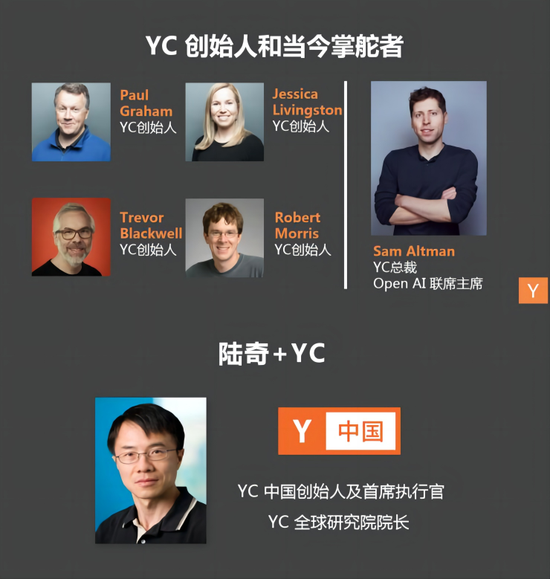 YC 创始人和当今掌舵者
Paul
Graham
YC创始人
Jessica
Livingston
YC创始人
Trevor
Blackwell
YC创始人
Robert
Morris
YC创始人
Sam Altman
YC总裁
Open AI 联席主席
Y
陆奇+YC
Y 中国
YC 中国创始人及首席执行官
YC 全球研究院院长